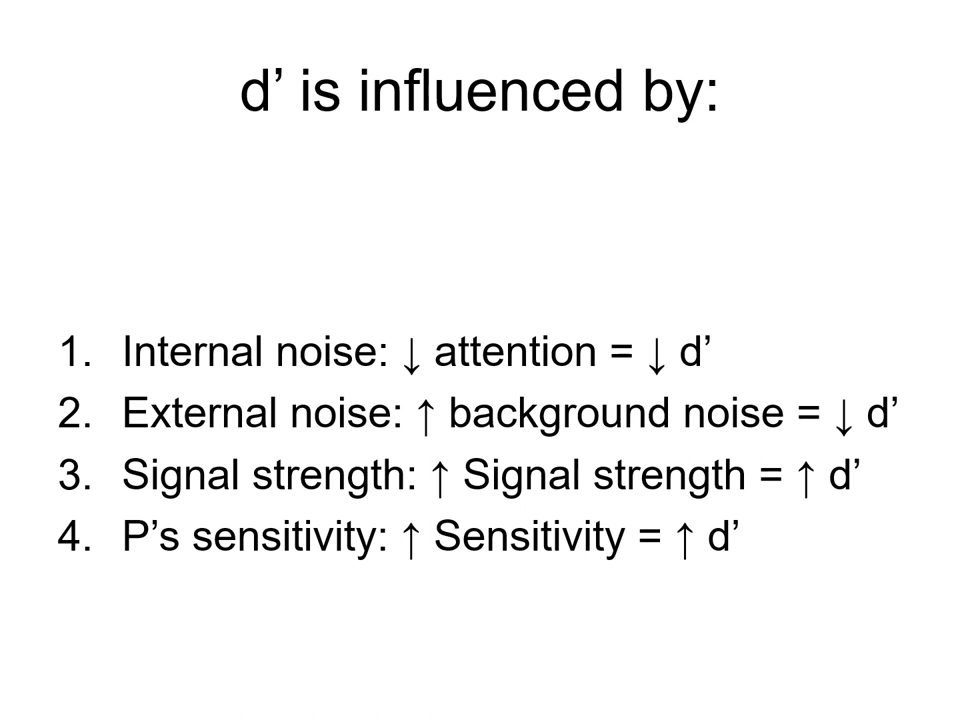 d’ is influenced by:
1. Internal noise: ↓ attention = ↓ d’
2. External noise: ↑ background noise = ↓ d’
3. Signal strength: ↑ Signal strength = ↑ d’
4. P’s sensitivity: ↑ Sensitivity = ↑ d’